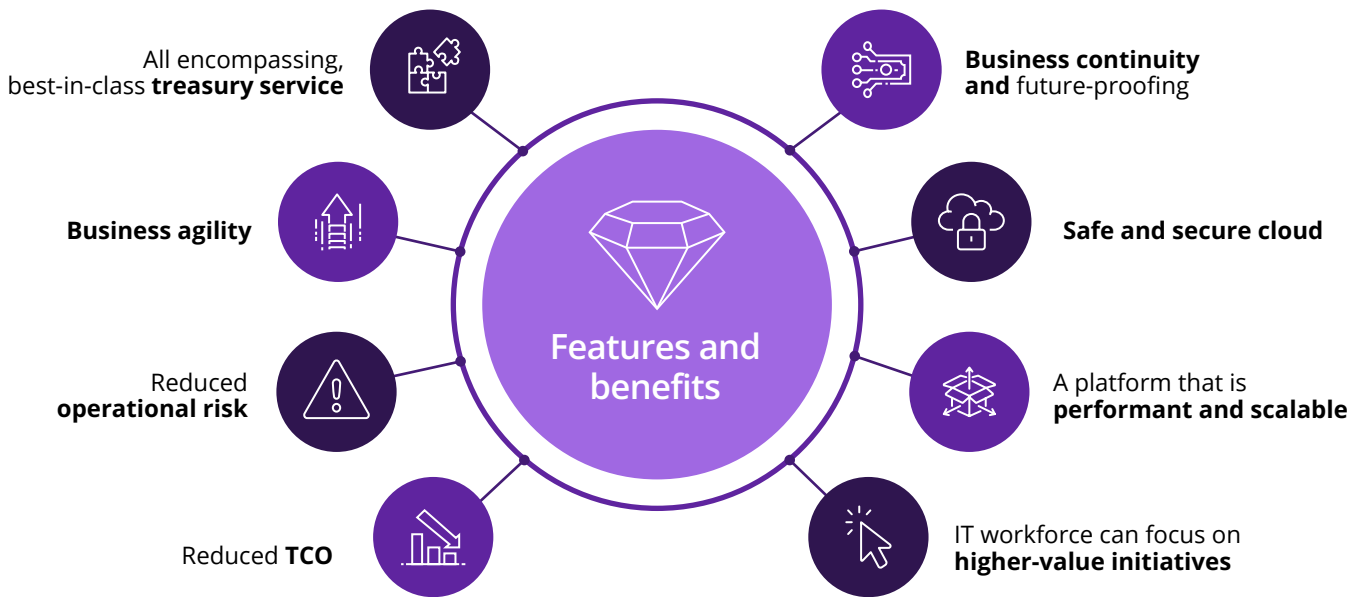 All encompassing,
best-in-class treasury service
Business agility
Reduced
operational risk
Reduced TCO
Features and
benefits
Business continuity
and future-proofing
Safe and secure cloud
A platform that is
performant and scalable
IT workforce can focus on
higher-value initiatives